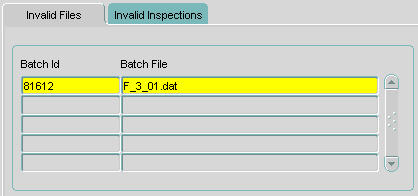 Invalid Files Invalid Inspections
Batch Id Batch File
81612 F_3_01.dat